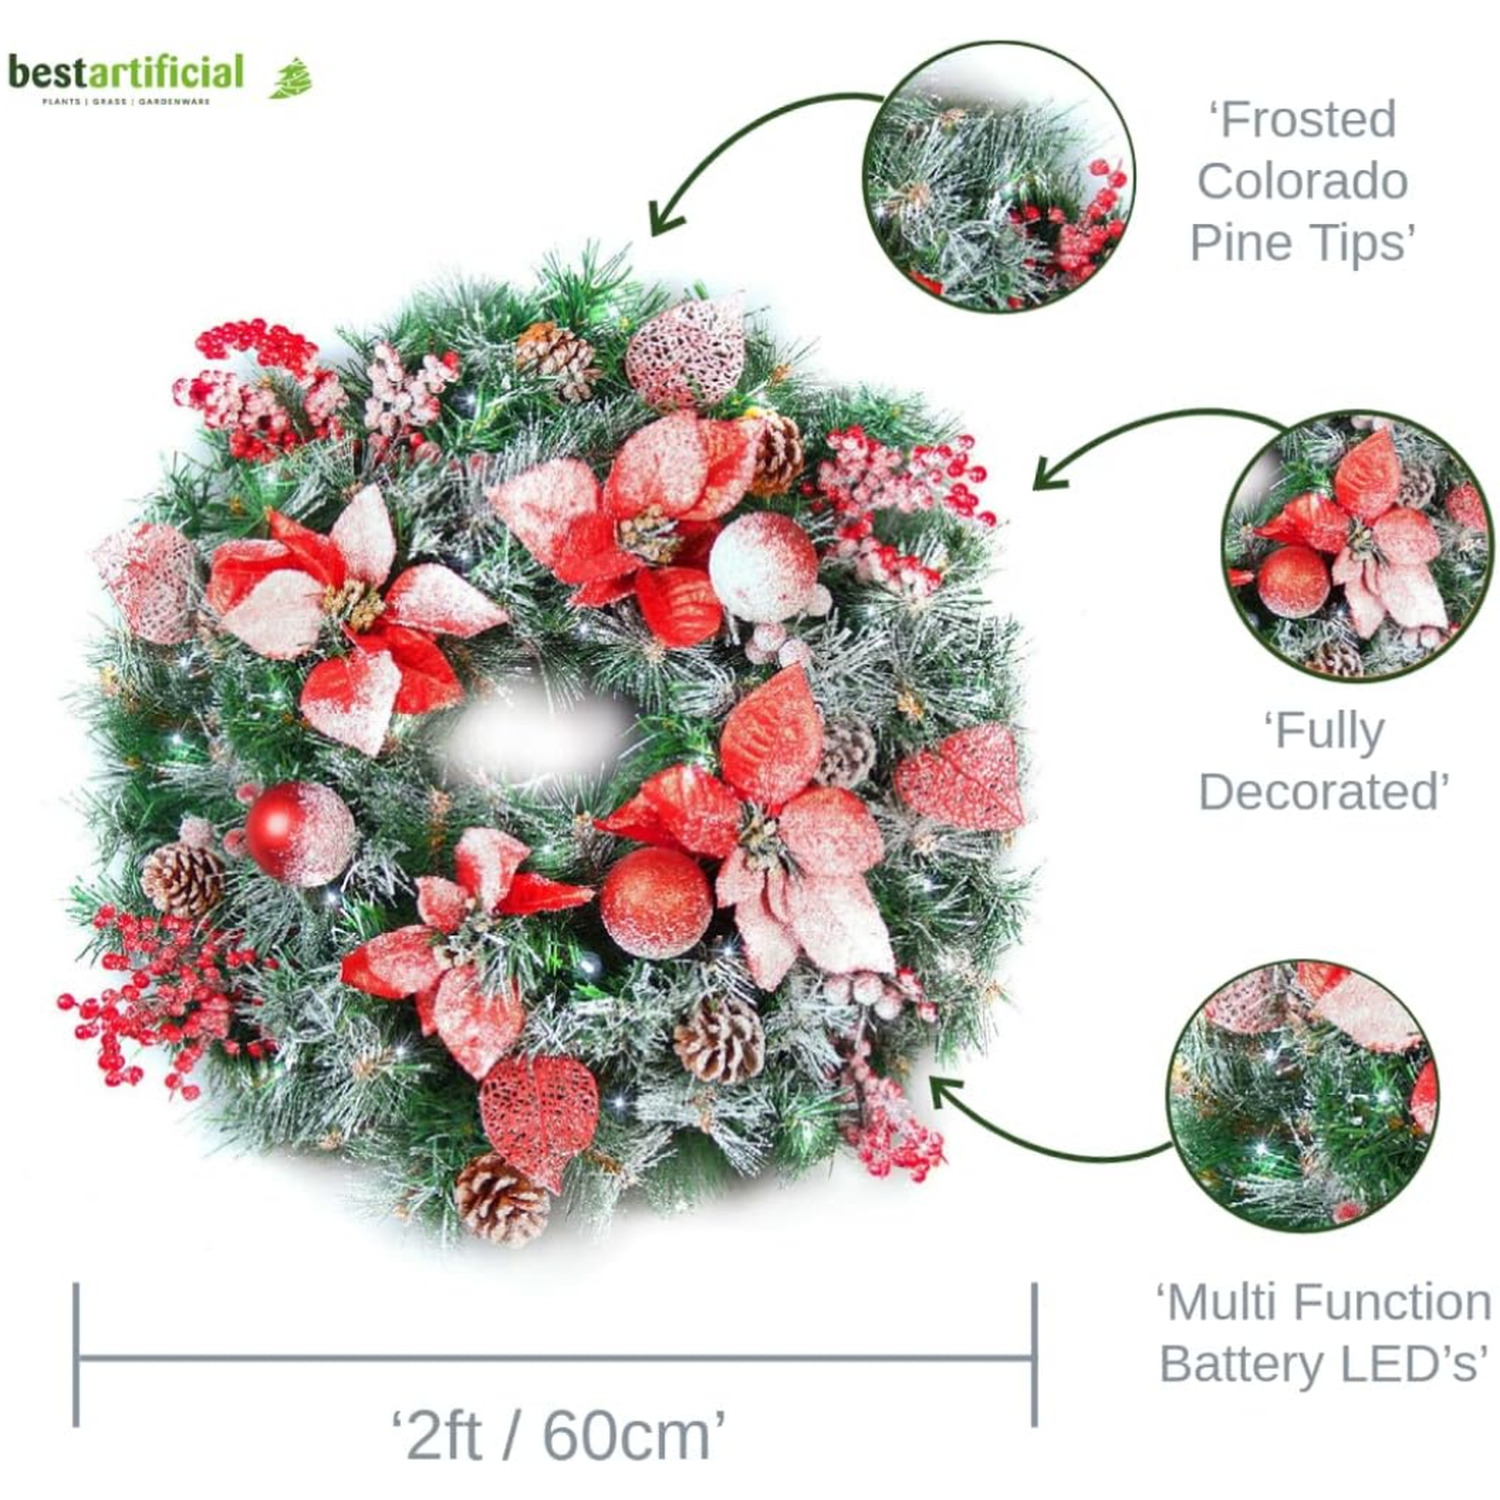 bestartificial
PLANTS | GRASS | GARDENWARE
‘Frosted
Colorado
Pine Tips’
‘Fully
Decorated’
‘Multi Function
Battery LED’s’
‘2ft / 60cm’